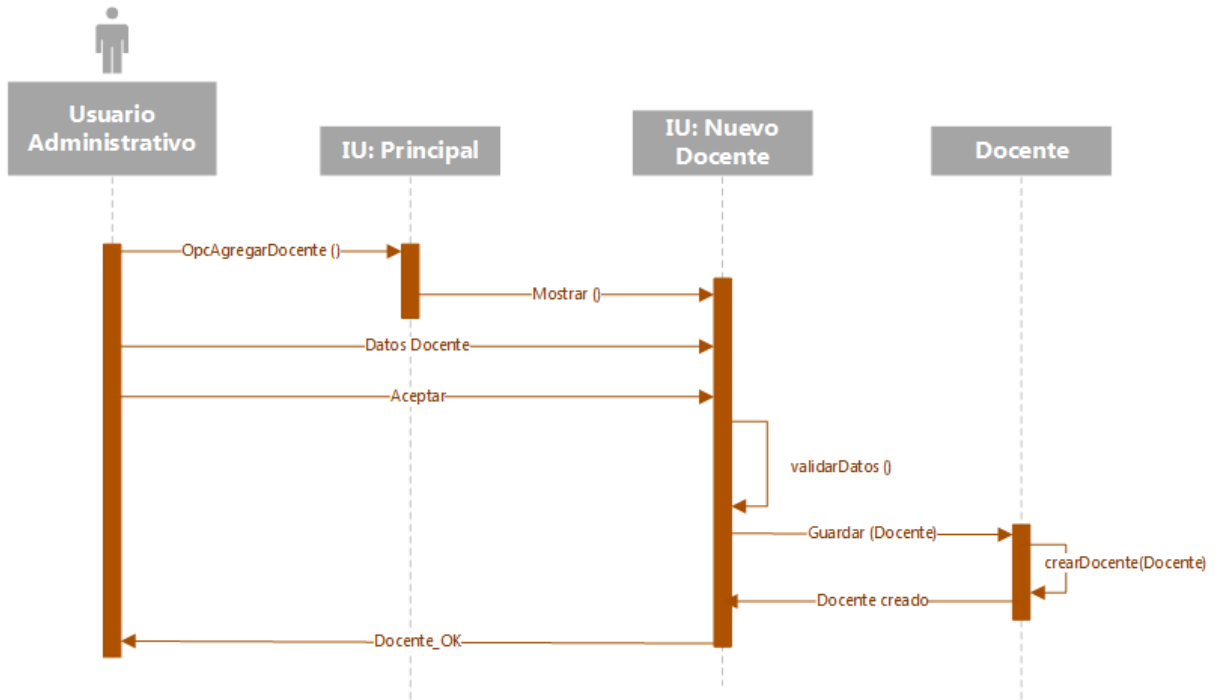 Usuario
Administrativo
IU: Principal
IU: Nuevo
Docente
Docente
OpcAgregarDocente ()
Mostrar ()
Datos Docente
Aceptar
validarDatos ()
Guardar (Docente)
crearDocente(Docente)
Docente creado
Docente_OK